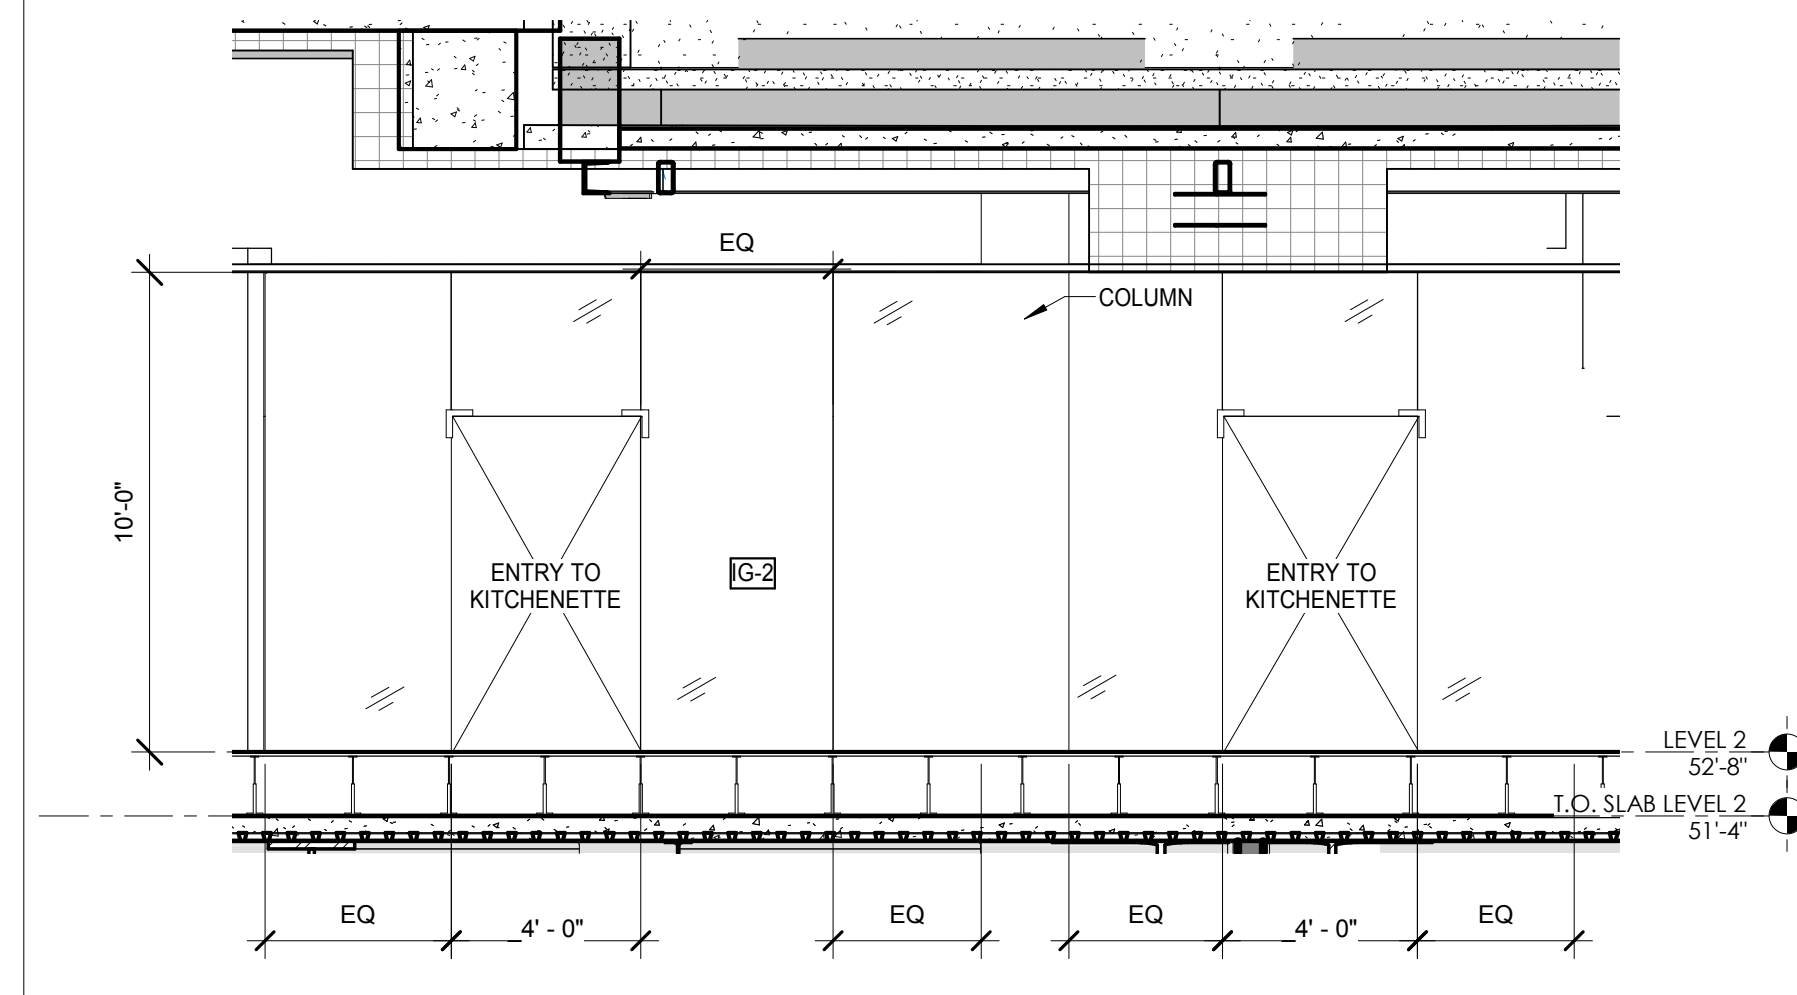 EQ
COLUMN
10'-0"
ENTRY TO
KITCHENETTE
IG-2
ENTRY TO
KITCHENETTE
LEVEL 2
52'-8"
T.O. SLAB LEVEL 2
51'-4"
EQ
4' - 0"
EQ
EQ
4' - 0"
EQ